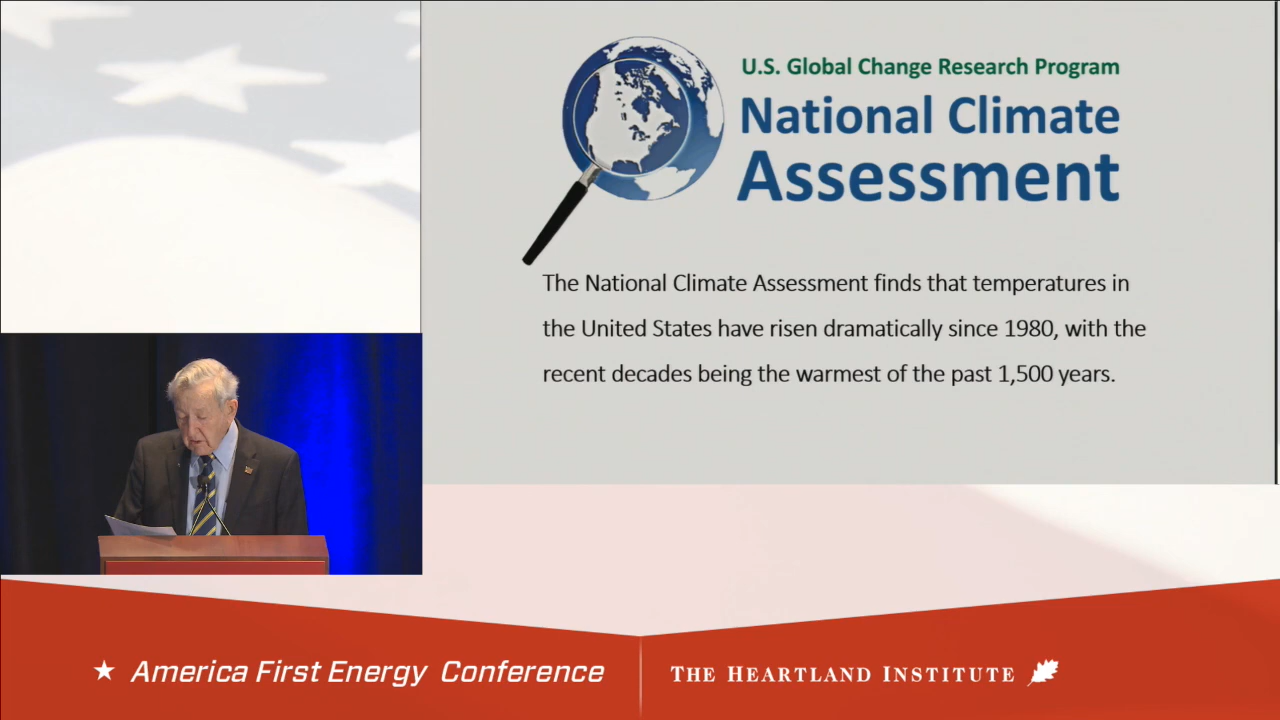 U.S. Global Change Research Program
National Climate
Assessment
The National Climate Assessment finds that temperatures in
the United States have risen dramatically since 1980, with the
recent decades being the warmest of the past 1,500 years.
America First Energy Conference
THE HEARTLAND INSTITUTE